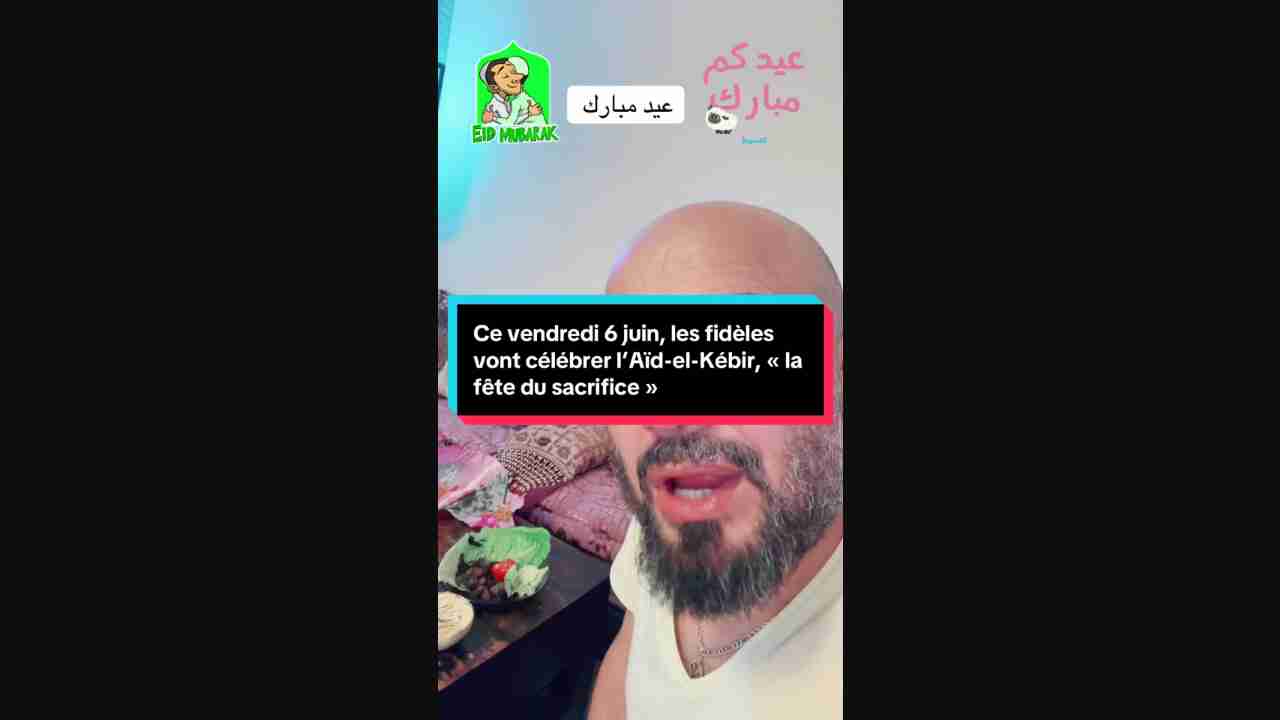 عيدكم
مبارك
عيد مبارك
EID MUBARAK
Ce vendredi 6 juin, les fidèles
vont célébrer l’Aïd-el-Kébir, « la
fête du sacrifice »